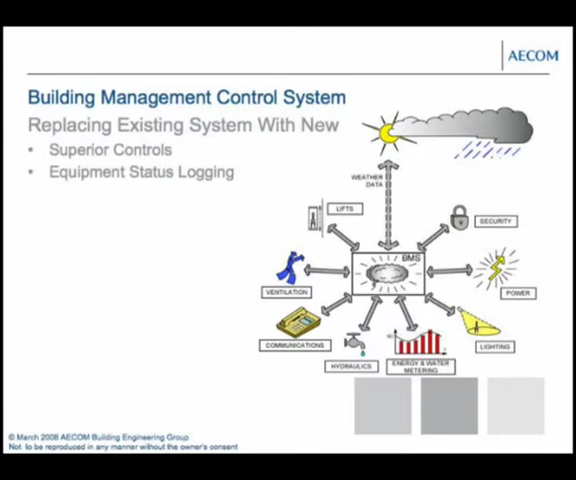 AECOM
Building Management Control System
Replacing Existing System With New
• Superior Controls
• Equipment Status Logging
WEATHER
DATA
LIFTS
SECURITY
BMS
VENTILATION
POWER
COMMUNICATIONS
LIGHTING
HYDRAULICS
ENERGY & WATER
METERING
© March 2008 AECOM Building Engineering Group
Not to be reproduced in any manner without the owner's consent